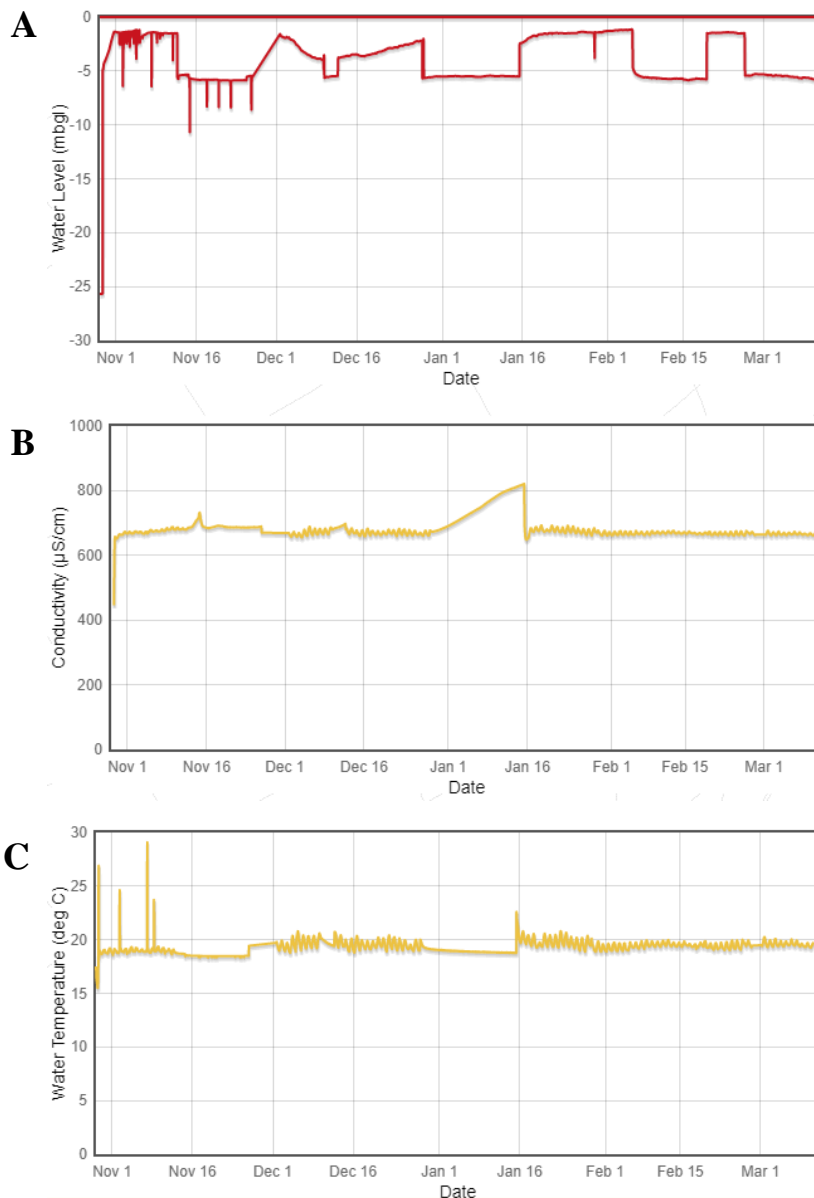 A
Water Level (mbgl)
0
-5
-10
-15
-20
-25
-30
Nov 1 Nov 16 Dec 1 Dec 16 Jan 1 Jan 16 Feb 1 Feb 15 Mar 1
Date
B
Conductivity (µS/cm)
1000
800
600
400
200
0
Nov 1 Nov 16 Dec 1 Dec 16 Jan 1 Jan 16 Feb 1 Feb 15 Mar 1
Date
C
Water Temperature (deg C)
30
25
20
15
10
5
0
Nov 1 Nov 16 Dec 1 Dec 16 Jan 1 Jan 16 Feb 1 Feb 15 Mar 1
Date